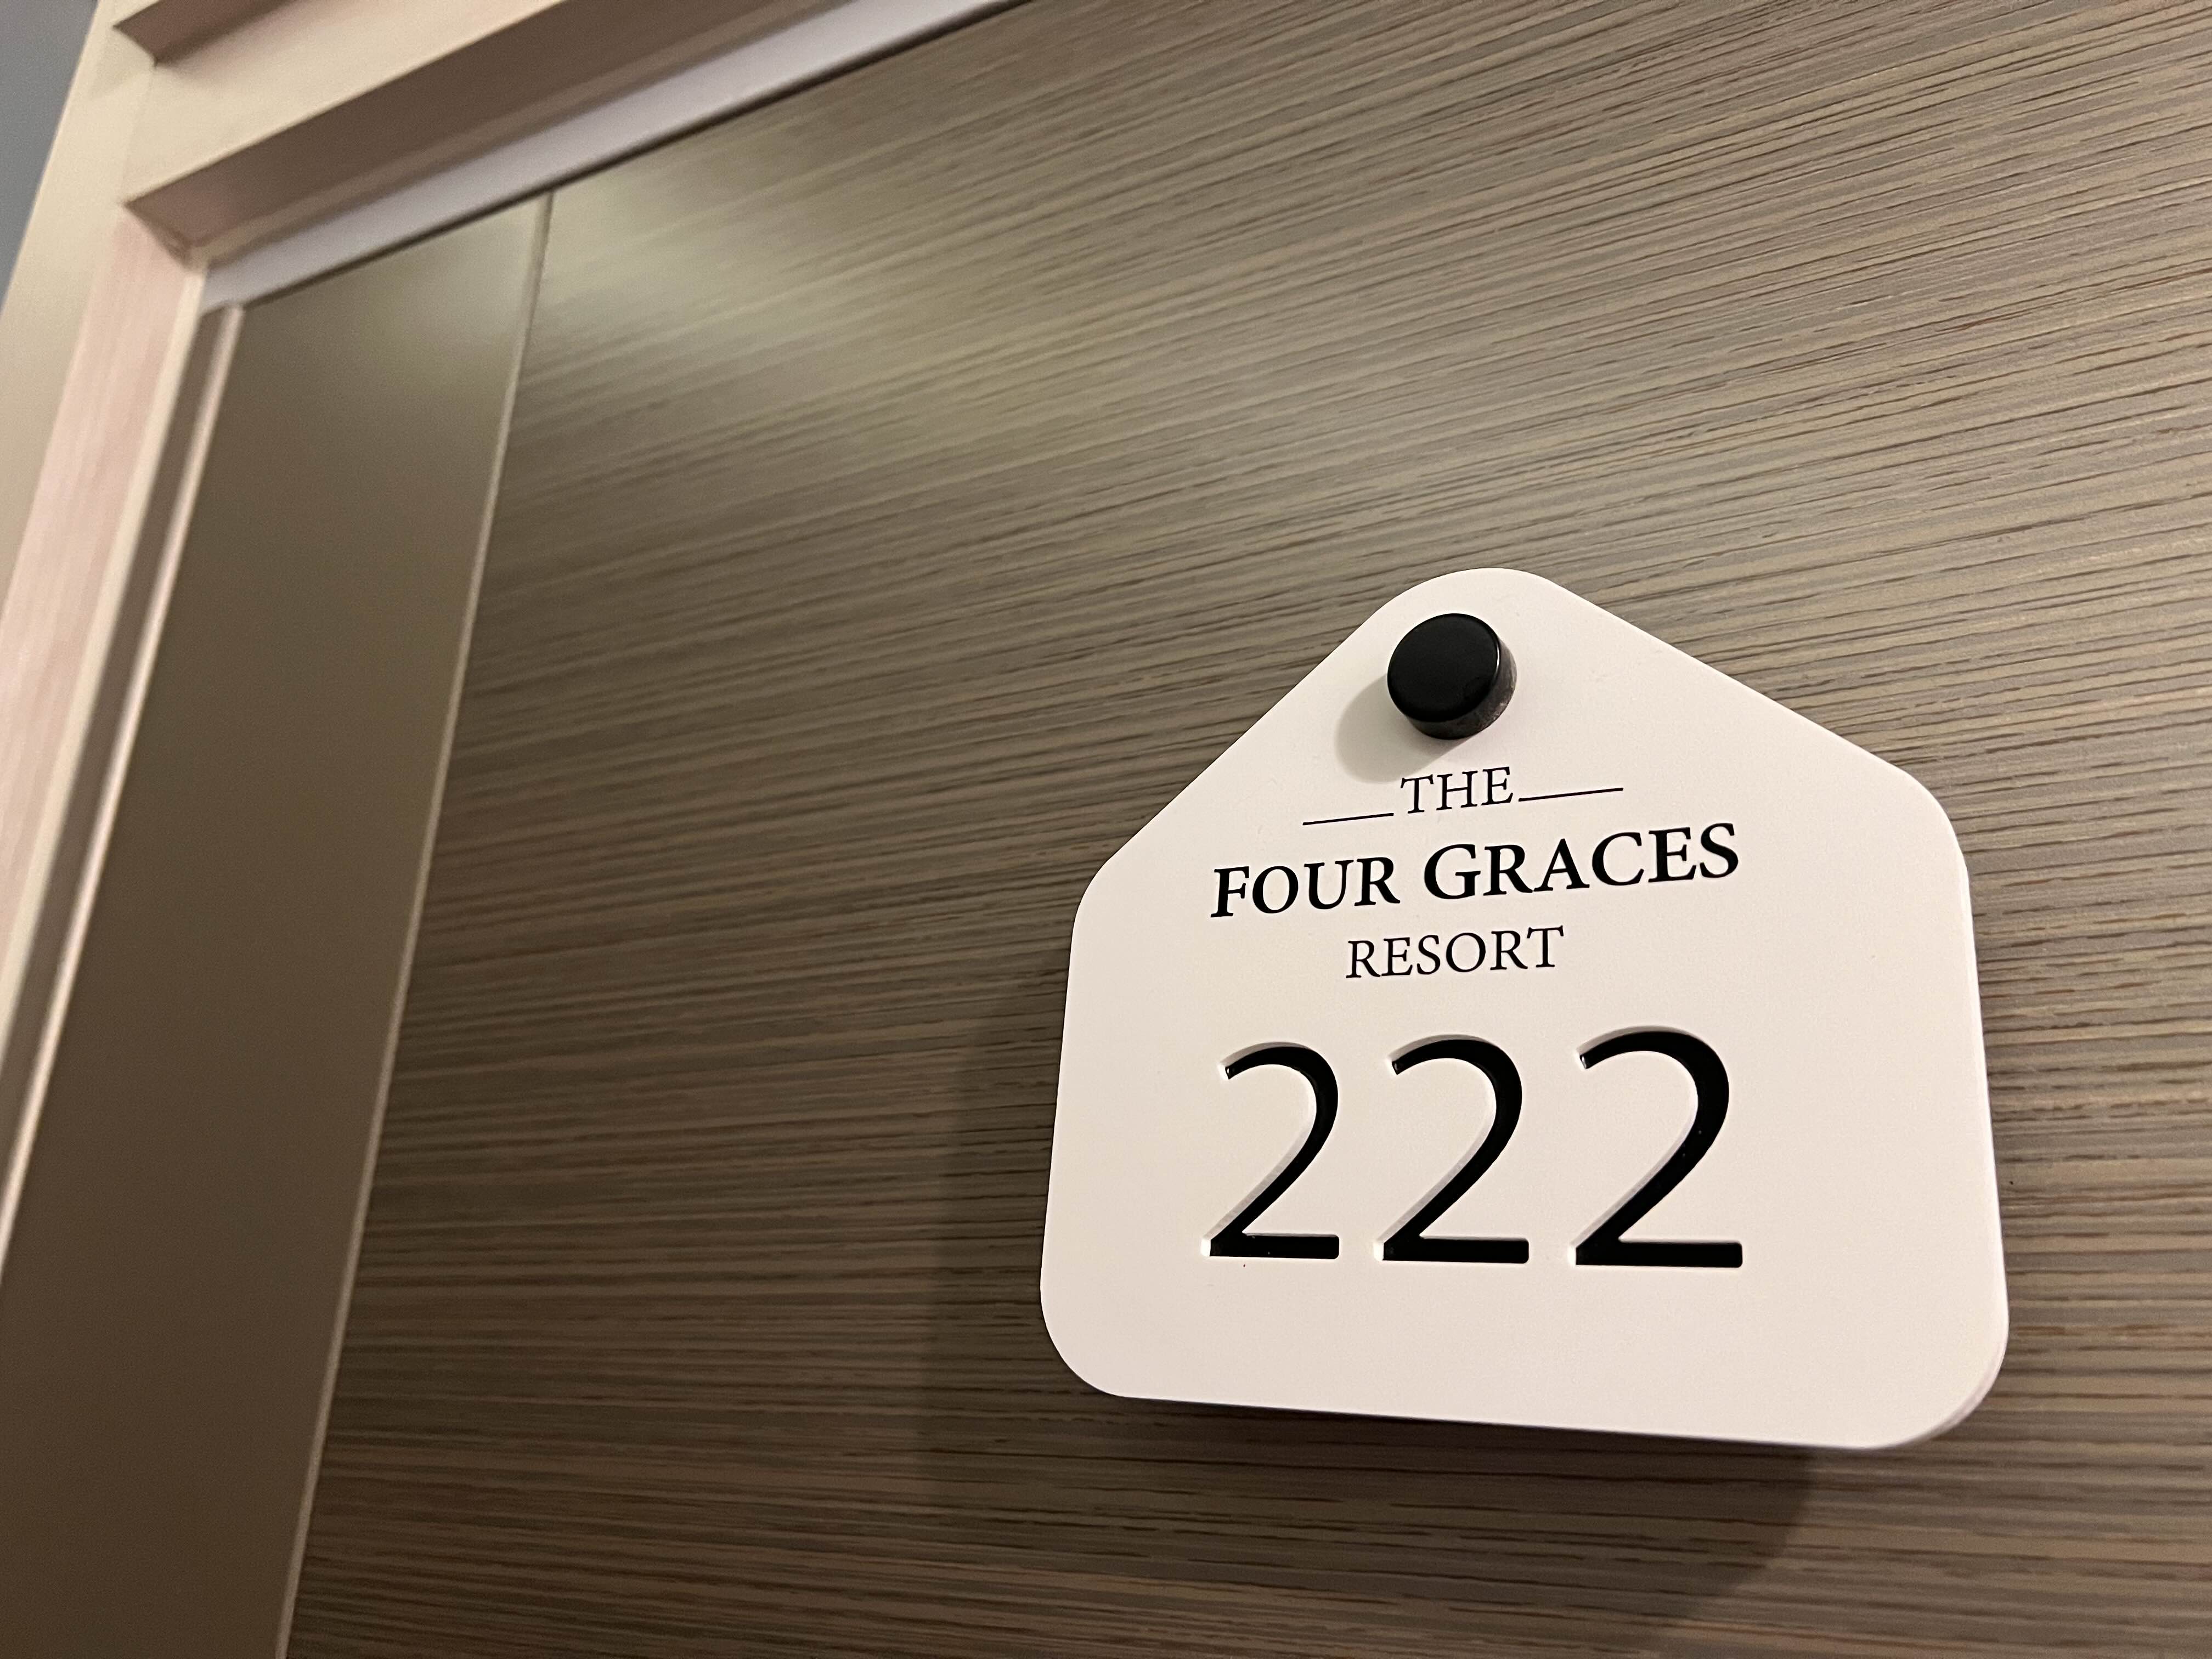 THE
FOUR GRACES
RESORT
222